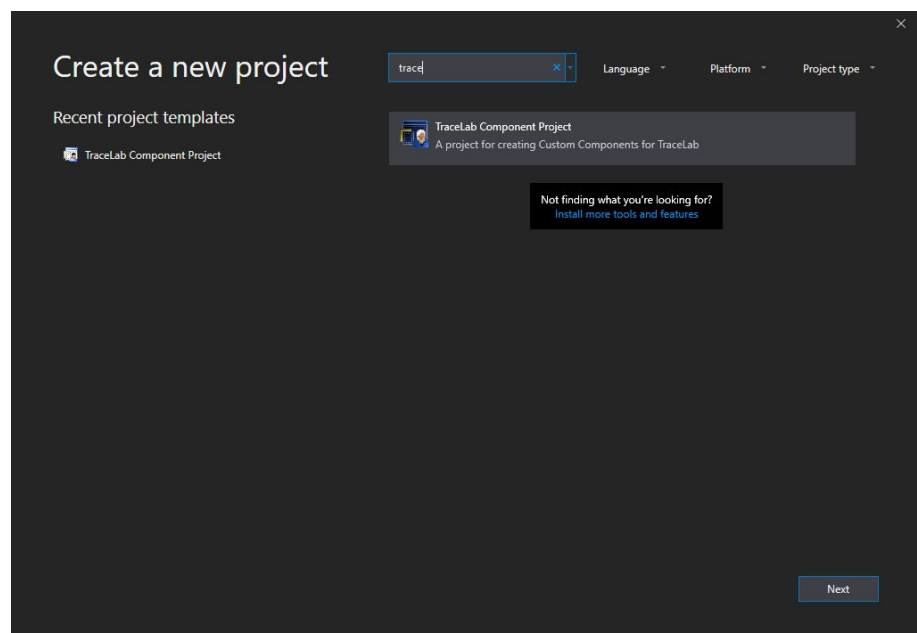 Create a new project
trace
Language
Platform
Project type
Recent project templates
TraceLab Component Project
TraceLab Component Project
A project for creating Custom Components for TraceLab
Not finding what you're looking for?
Install more tools and features
Next